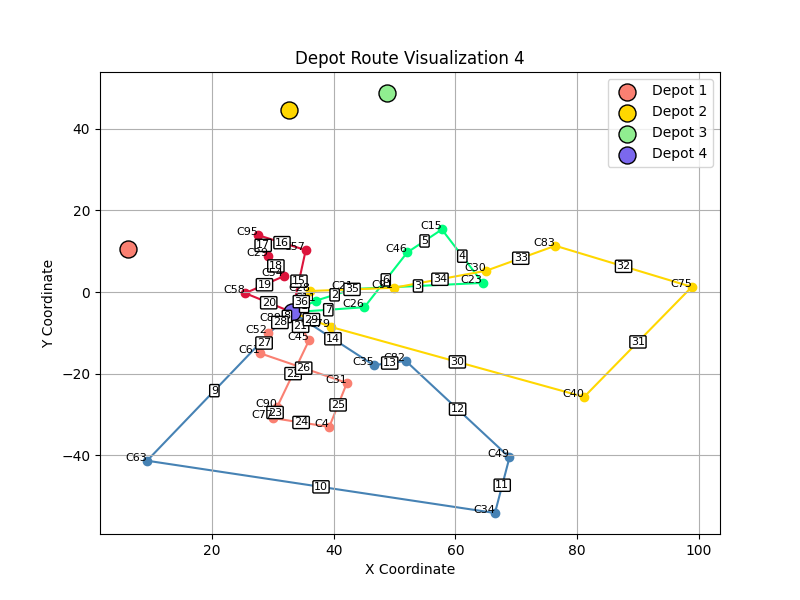 Depot Route Visualization 4
Depot 1
Depot 2
Depot 3
Depot 4
Y Coordinate
40
20
0
−20
−40
20
40
60
80
100
X Coordinate
C95
17
16
18
19
C58
20
15
36
2
35
C26
7
C46
5
C15
4
C30
C23
3
34
33
C83
32
C75
31
C40
30
14
C52
28
27
C61
C45
26
C31
25
C4
24
23
C90
C35
13
12
C49
11
C34
10
C63
9